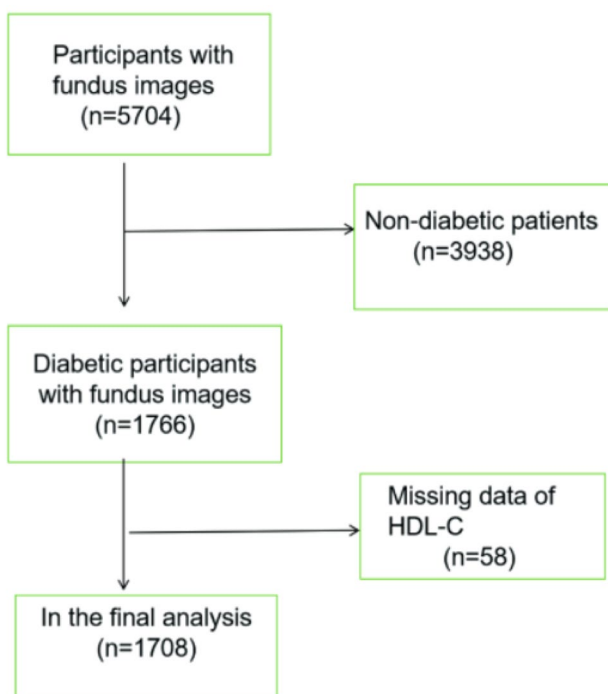 Participants with
fundus images
(n=5704)
Non-diabetic patients
(n=3938)
Diabetic participants
with fundus images
(n=1766)
Missing data of
HDL-C
(n=58)
In the final analysis
(n=1708)